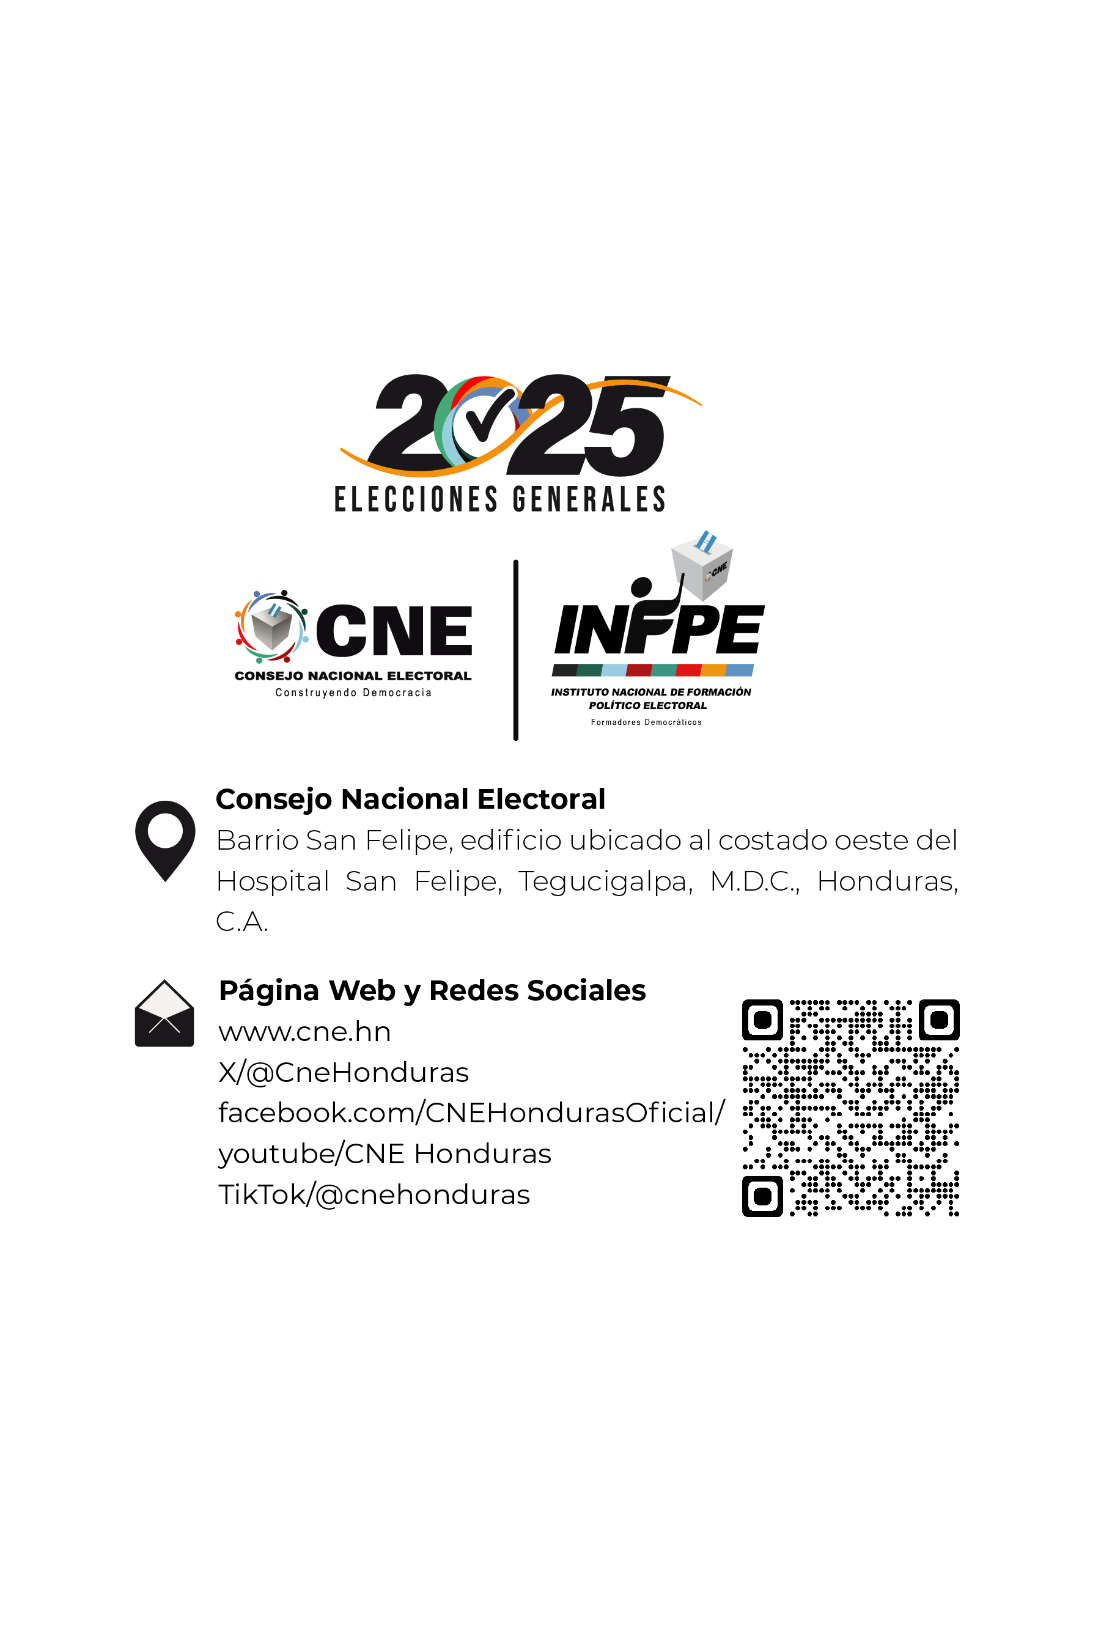 2025
ELECCIONES GENERALES
CNE
CONSEJO NACIONAL ELECTORAL
Construyendo Democracia
CNE
INFPE
INSTITUTO NACIONAL DE FORMACIÓN
POLÍTICO ELECTORAL
Formadores Democráticos
Consejo Nacional Electoral
Barrio San Felipe, edificio ubicado al costado oeste del
Hospital San Felipe, Tegucigalpa, M.D.C., Honduras,
C.A.
Página Web y Redes Sociales
www.cne.hn
X/@CneHonduras
facebook.com/CNEHondurasOficial/
youtube/CNE Honduras
TikTok/@cnehonduras